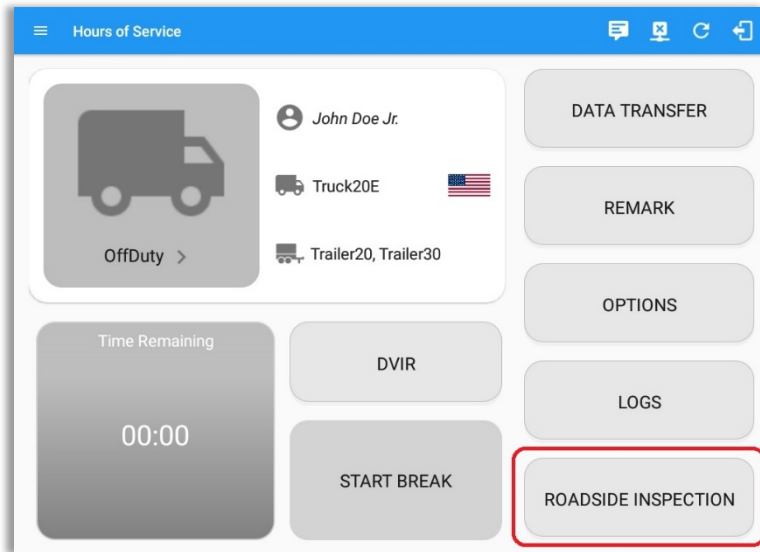 Hours of Service
John Doe Jr.
Truck20E
OffDuty >
Trailer20, Trailer30
DATA TRANSFER
REMARK
OPTIONS
LOGS
ROADSIDE INSPECTION
Time Remaining
00:00
DVIR
START BREAK